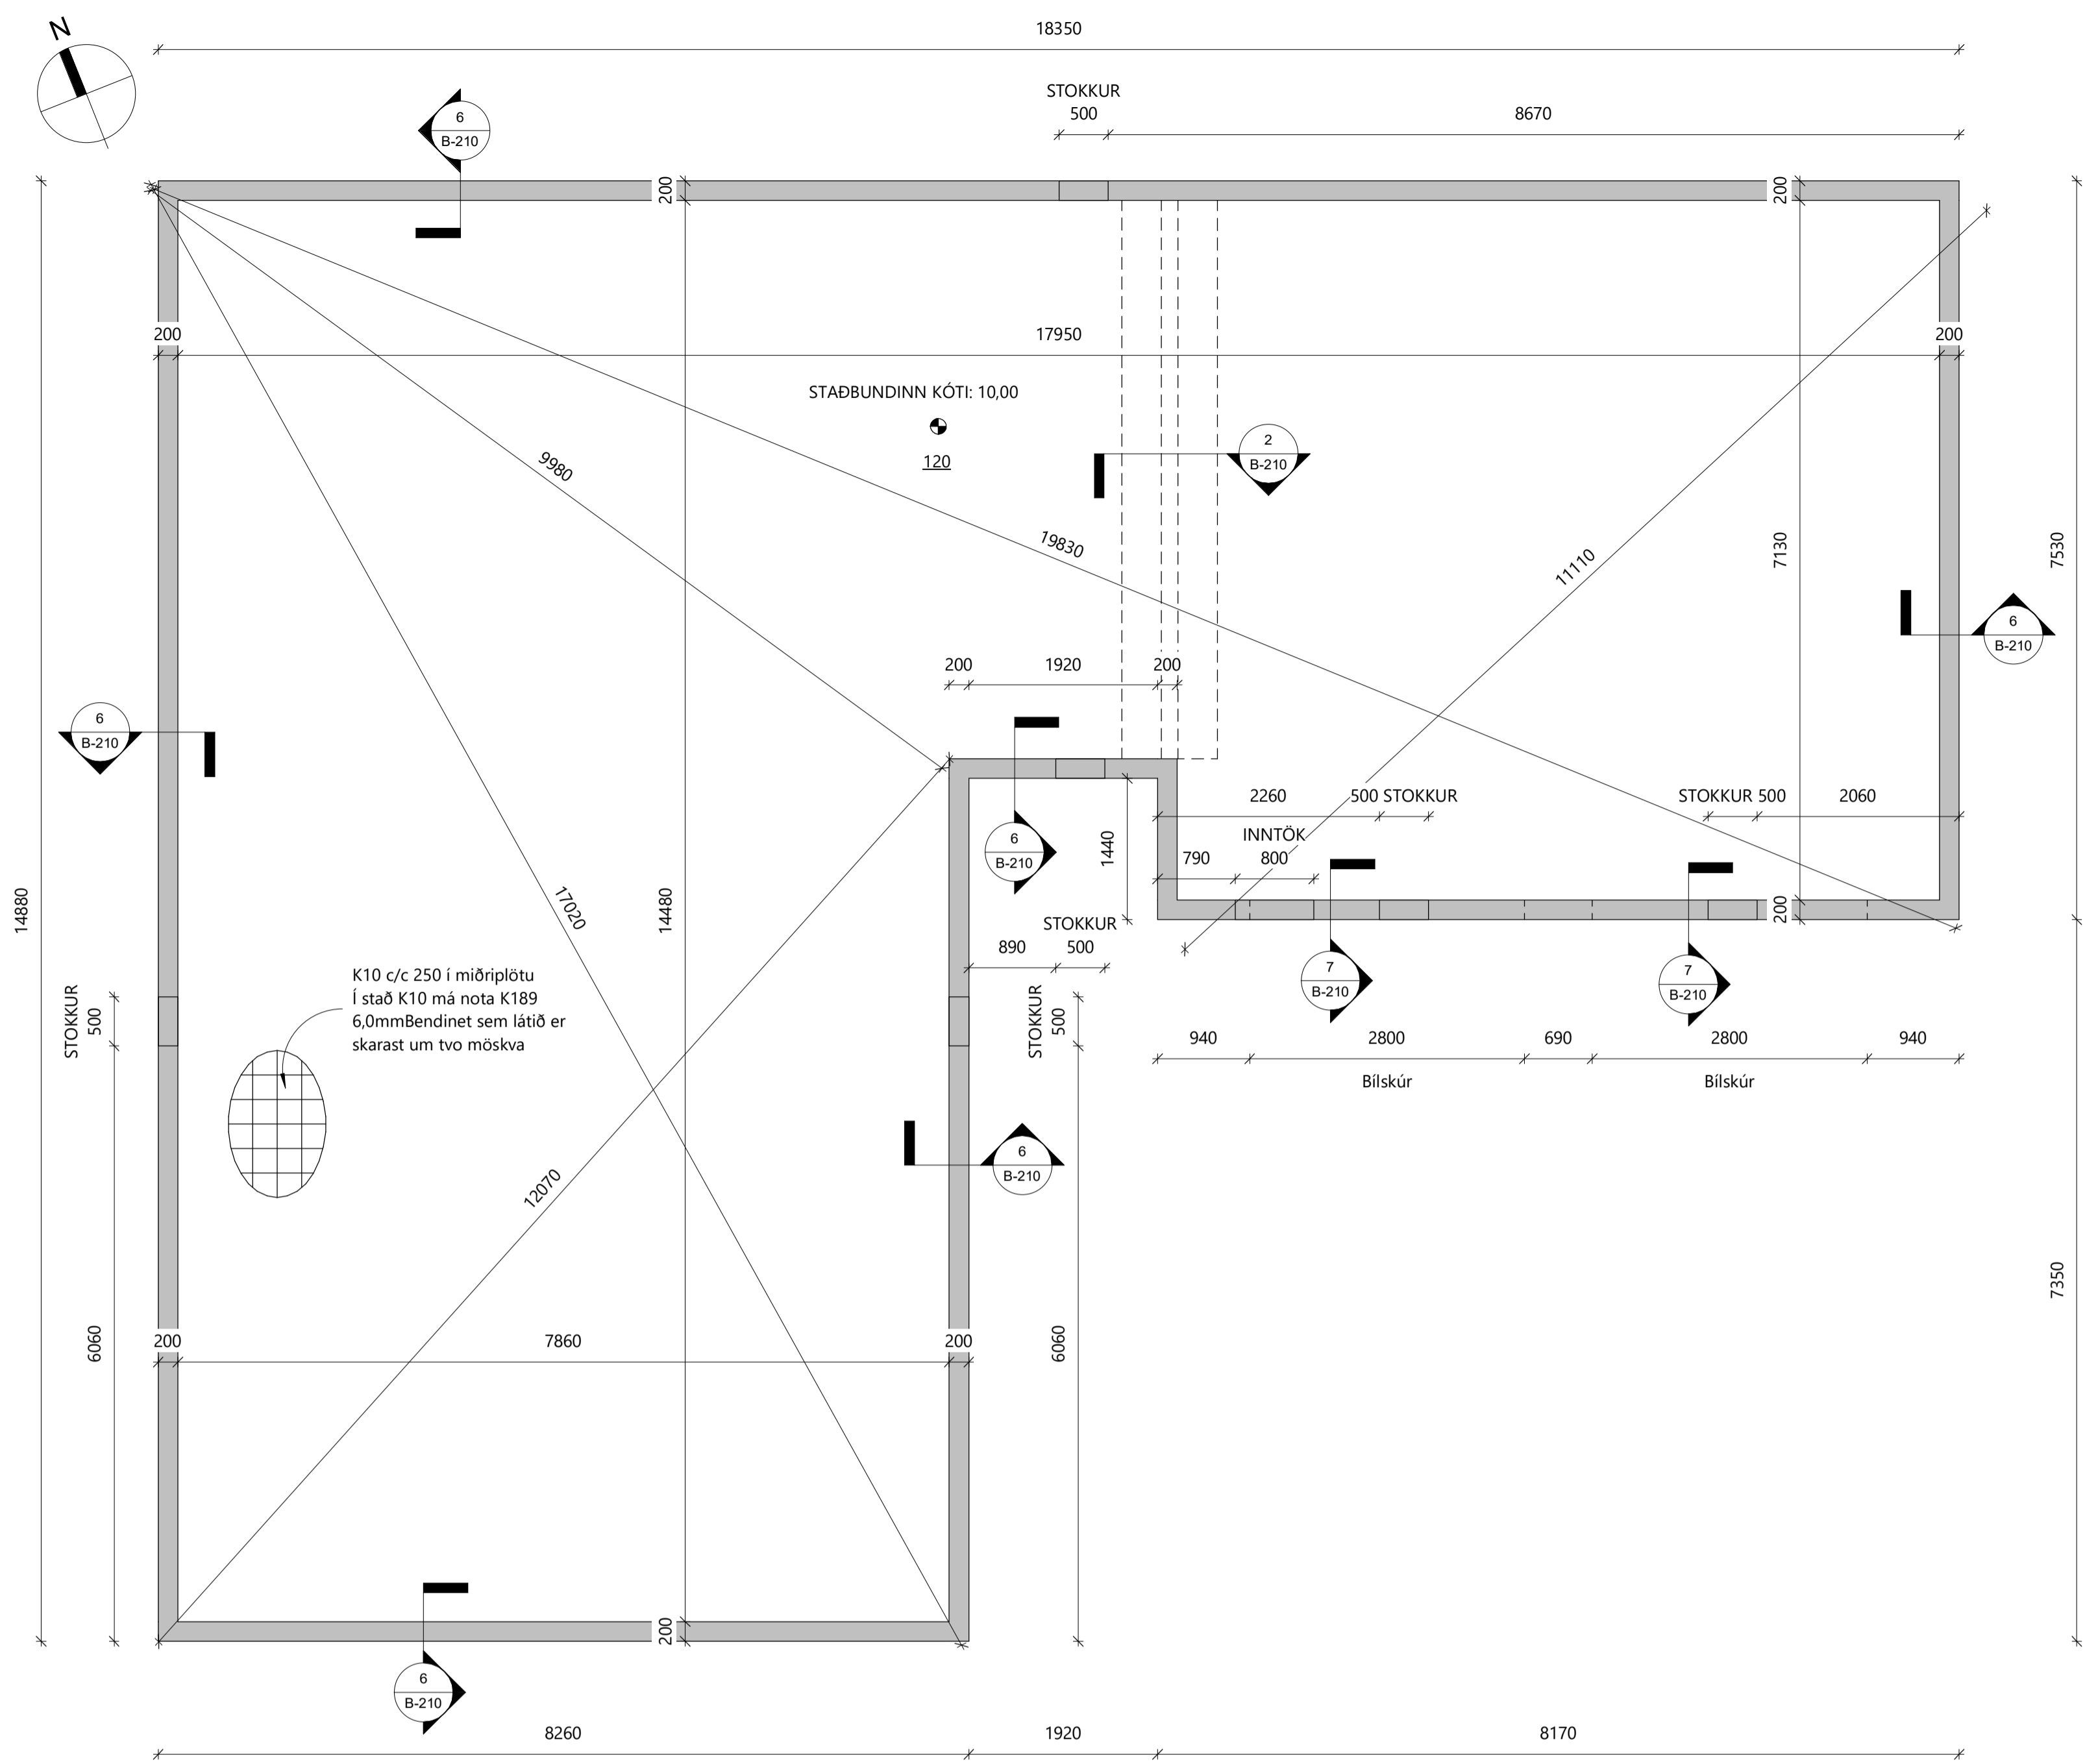 N
18350
STOKKUR
500
8670
6
B-210
200
200
200
17950
200
STAÐBUNDINN KÓTI: 10,00
120
2
B-210
9980
19830
11110
7130
7530
6
B-210
200
1920
200
6
B-210
2260
500 STOKKUR
STOKKUR 500
2060
INNTÖK
790
800
1440
6
B-210
14880
17020
14480
200
STOKKUR
890
500
7
B-210
7
B-210
K10 c/c 250 í miðriplötu
Í stað K10 má nota K189
6,0mmBendinet sem látið er
skarast um tvo möskva
STOKKUR
500
STOKKUR
500
940
2800
690
2800
940
Bílskúr
Bílskúr
12070
6
B-210
7350
6060
200
7860
200
6060
200
6
B-210
8260
1920
8170